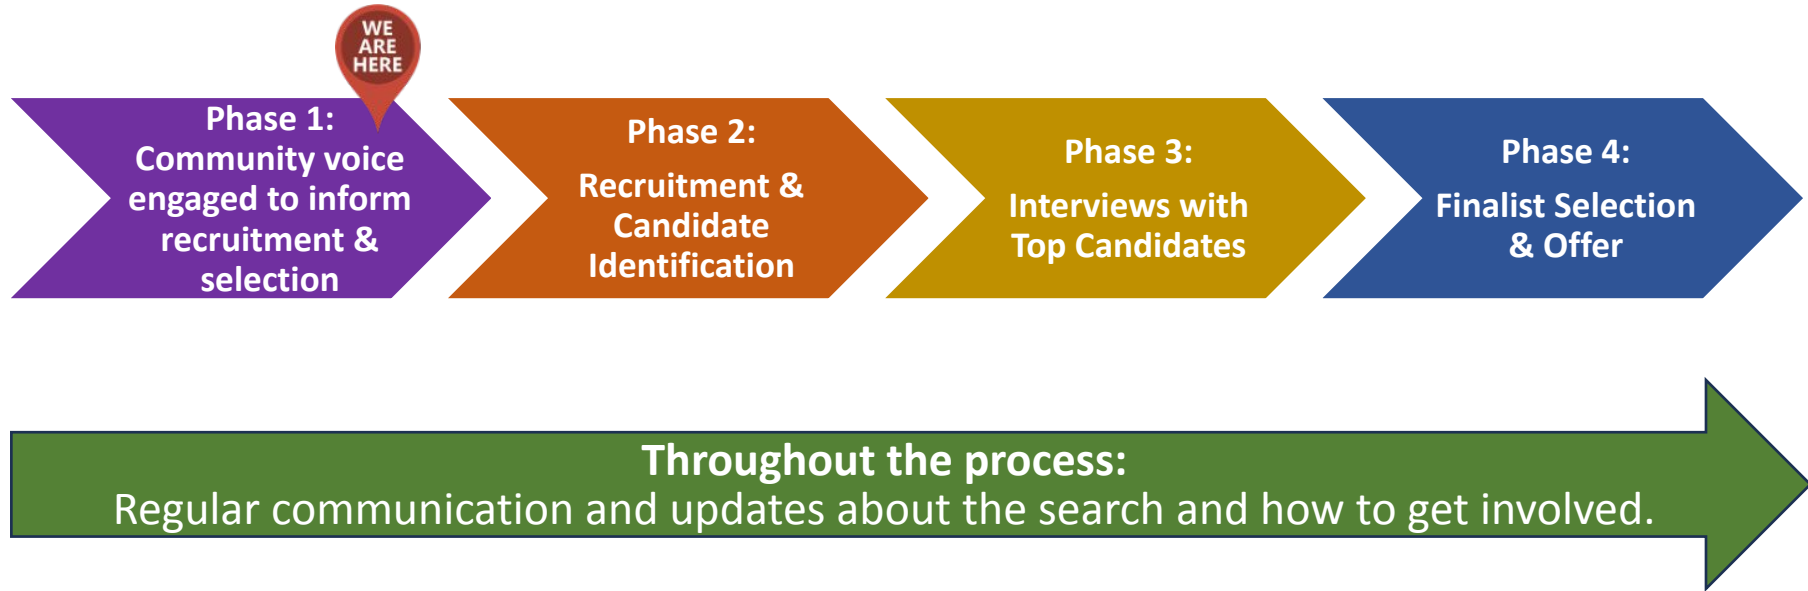 WE
ARE
HERE
Phase 1:
Community voice
engaged to inform
recruitment &
selection
Phase 2:
Recruitment &
Candidate
Identification
Phase 3:
Interviews with
Top Candidates
Phase 4:
Finalist Selection
& Offer
Throughout the process:
Regular communication and updates about the search and how to get involved.